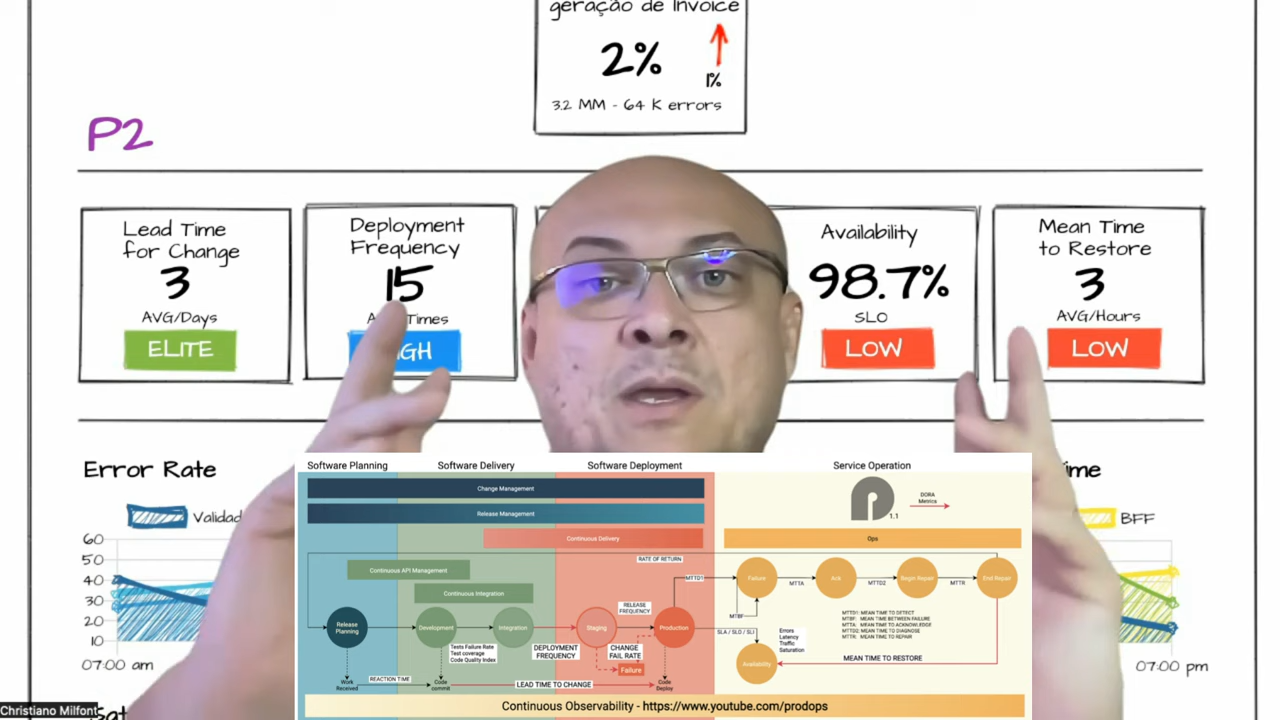 geração de Invoice
2%
1%
3.2 MM - 64 K errors
P2
Lead Time
for Change
3
AVG/Days
ELITE
Deployment
Frequency
15
Times
Availability
98.7%
SLO
LOW
Mean Time
to Restore
3
AVG/Hours
LOW
Error Rate
Validad
60
50
40
30
20
10
07:00 am
ime
BFF
07:00 pm
Christiano Milfont
Software Planning
Software Delivery
Software Deployment
Service Operation
Change Management
Release Management
Continuous Delivery
Continuous API Management
Continuous Integration
1.1
DORA
Metrics
Ops
RATE OF RETURN
Release
Planning
Development
Integration
Staging
RELEASE
FREQUENCY
Production
MTTD1
Failure
MTTA
Ack
MTTD2
Begin Repair
MTTR
End Repair
MTBF
MTTD1: MEAN TIME TO DETECT
MTBF: MEAN TIME BETWEEN FAILURE
MTTA: MEAN TIME TO ACKNOWLEDGE
MTTD2: MEAN TIME TO DIAGNOSE
MTTR: MEAN TIME TO REPAIR
SLA / SLO / SLI
Errors
Latency
Traffic
Saturation
Availability
MEAN TIME TO RESTORE
Tests Failure Rate
Test coverage
Code Quality Index
DEPLOYMENT
FREQUENCY
CHANGE
FAIL RATE
Failure
Work
Received
REACTION TIME
Code
commit
LEAD TIME TO CHANGE
Code
Deploy
Continuous Observability - https://www.youtube.com/prodops